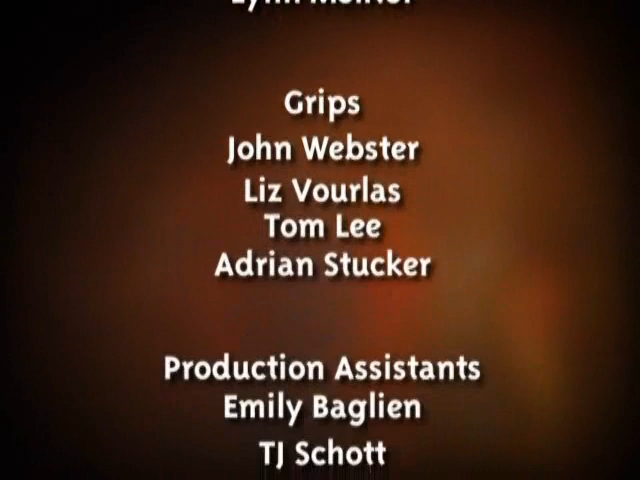 Grips
John Webster
Liz Vourlas
Tom Lee
Adrian Stucker
Production Assistants
Emily Baglien
TJ Schott